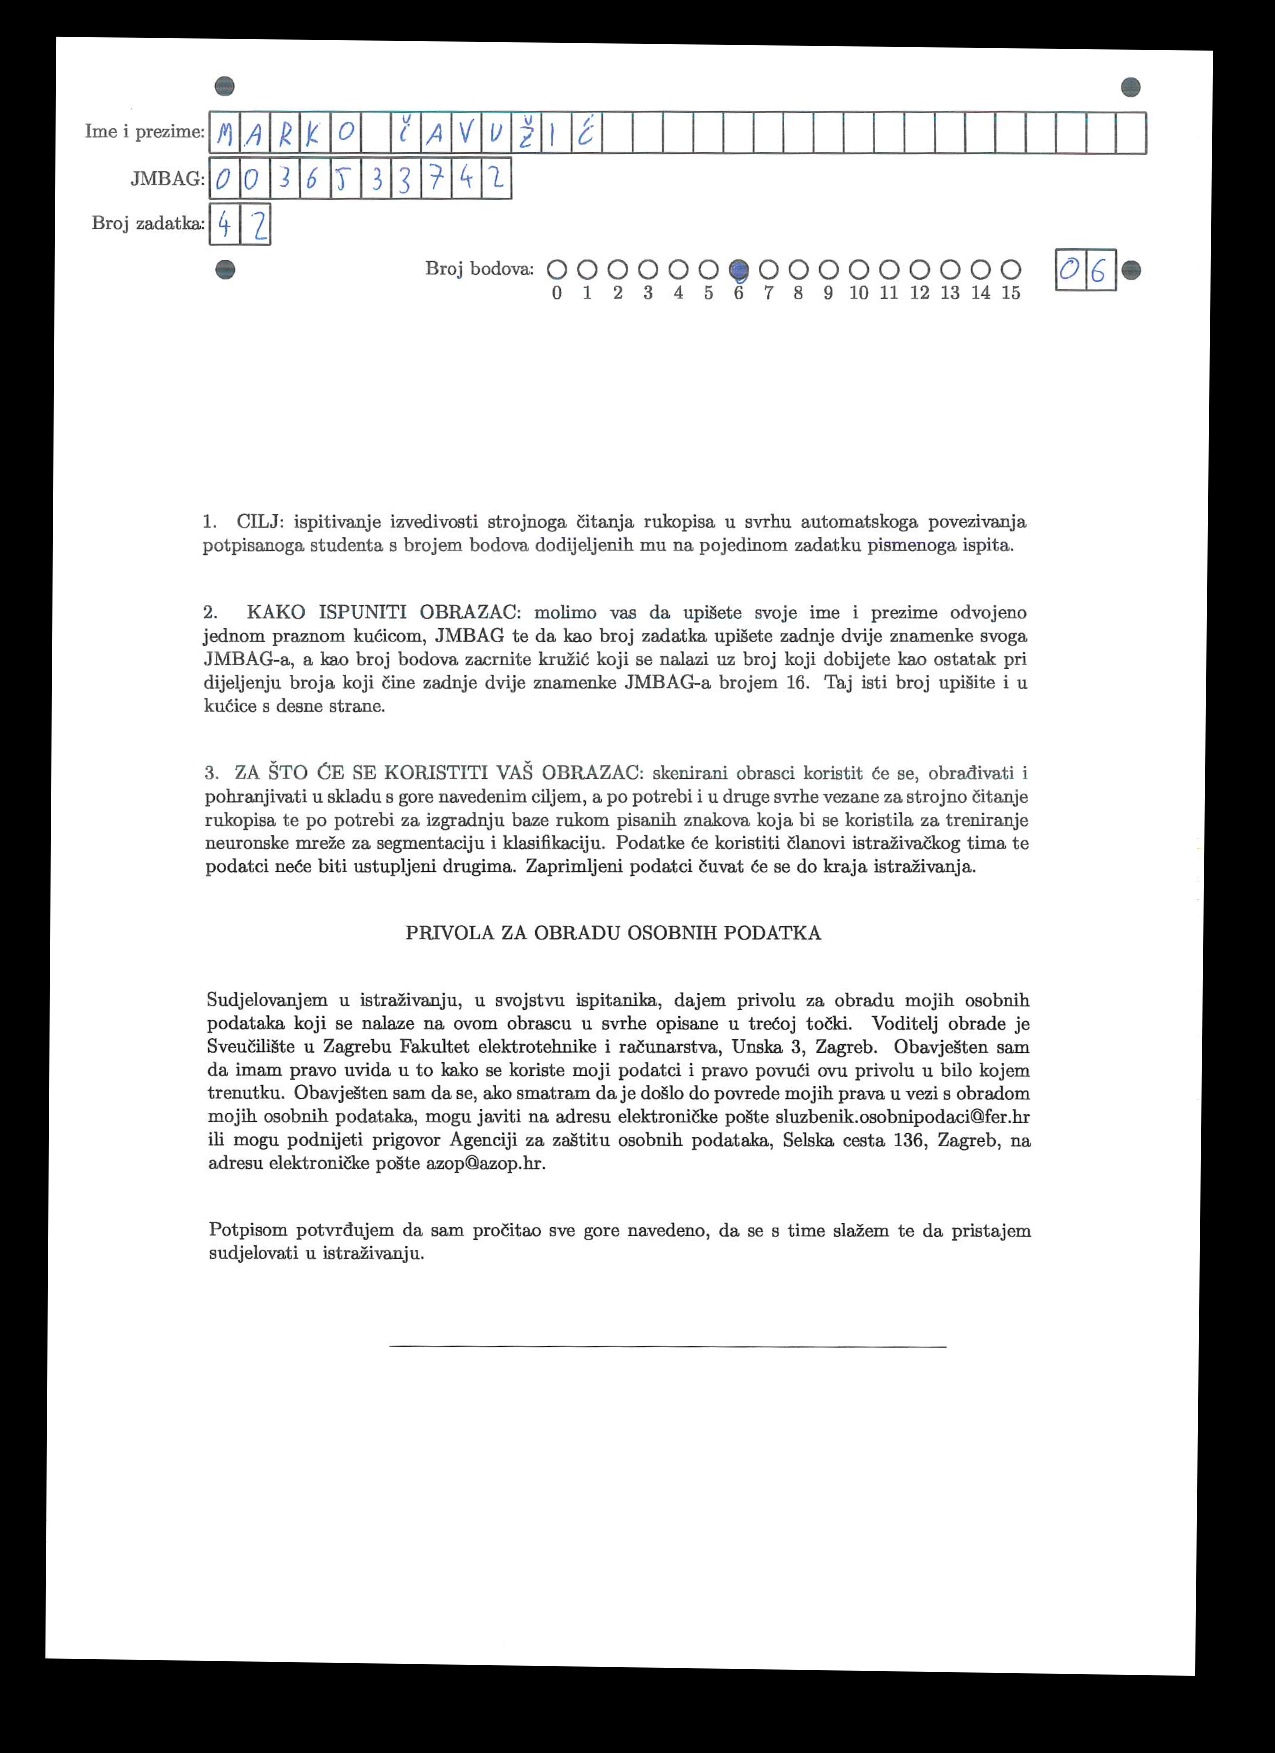 Ime i prezime: MARKO ČAVUŽIĆ
JMBAG: 0036533742
Broj zadatka: 42
Broj bodova: 06
0 1 2 3 4 5 6 7 8 9 10 11 12 13 14 15
1. CILJ: ispitivanje izvedivosti strojnoga čitanja rukopisa u svrhu automatskoga povezivanja
potpisanoga studenta s brojem bodova dodijeljenih mu na pojedinom zadatku pismenoga ispita.
2. KAKO ISPUNITI OBRAZAC: molimo vas da upišete svoje ime i prezime odvojeno
jednom praznom kućicom, JMBAG te da kao broj zadatka upišete zadnje dvije znamenke svoga
JMBAG-a, a kao broj bodova zacrnite kružić koji se nalazi uz broj koji dobijete kao ostatak pri
dijeljenju broja koji čine zadnje dvije znamenke JMBAG-a brojem 16. Taj isti broj upišite i u
kućice s desne strane.
3. ZA ŠTO ĆE SE KORISTITI VAŠ OBRAZAC: skenirani obrasci koristit će se, obrađivati i
pohranjivati u skladu s gore navedenim ciljem, a po potrebi i u druge svrhe vezane za strojno čitanje
rukopisa te po potrebi za izgradnju baze rukom pisanih znakova koja bi se koristila za treniranje
neuronske mreže za segmentaciju i klasifikaciju. Podatke će koristiti članovi istraživačkog tima te
podatci neće biti ustupljeni drugima. Zaprimljeni podatci čuvat će se do kraja istraživanja.
PRIVOLA ZA OBRADU OSOBNIH PODATKA
Sudjelovanjem u istraživanju, u svojstvu ispitanika, dajem privolu za obradu mojih osobnih
podataka koji se nalaze na ovom obrascu u svrhe opisane u trećoj točki. Voditelj obrade je
Sveučilište u Zagrebu Fakultet elektrotehnike i računarstva, Unska 3, Zagreb. Obavješten sam
da imam pravo uvida u to kako se koriste moji podatci i pravo povući ovu privolu u bilo kojem
trenutku. Obavješten sam da se, ako smatram da je došlo do povrede mojih prava u vezi s obradom
mojih osobnih podataka, mogu javiti na adresu elektroničke pošte sluzbenik.osobnipodaci@fer.hr
ili mogu podnijeti prigovor Agenciji za zaštitu osobnih podataka, Selska cesta 136, Zagreb, na
adresu elektroničke pošte azop@azop.hr.
Potpisom potvrđujem da sam pročitao sve gore navedeno, da se s time slažem te da pristajem
sudjelovati u istraživanju.